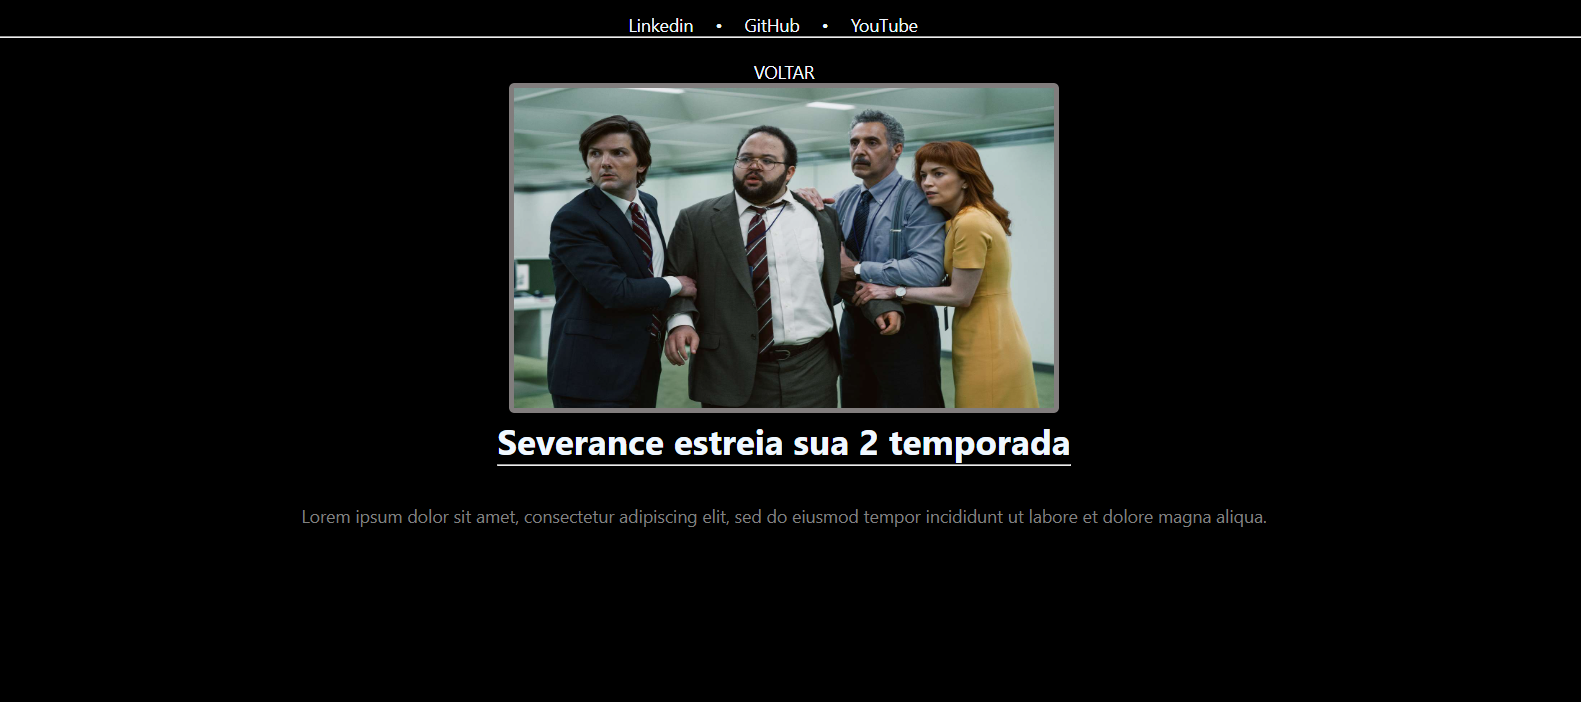 Linkedin • GitHub • YouTube
VOLTAR
Severance estreia sua 2 temporada
Lorem ipsum dolor sit amet, consectetur adipiscing elit, sed do eiusmod tempor incididunt ut labore et dolore magna aliqua.